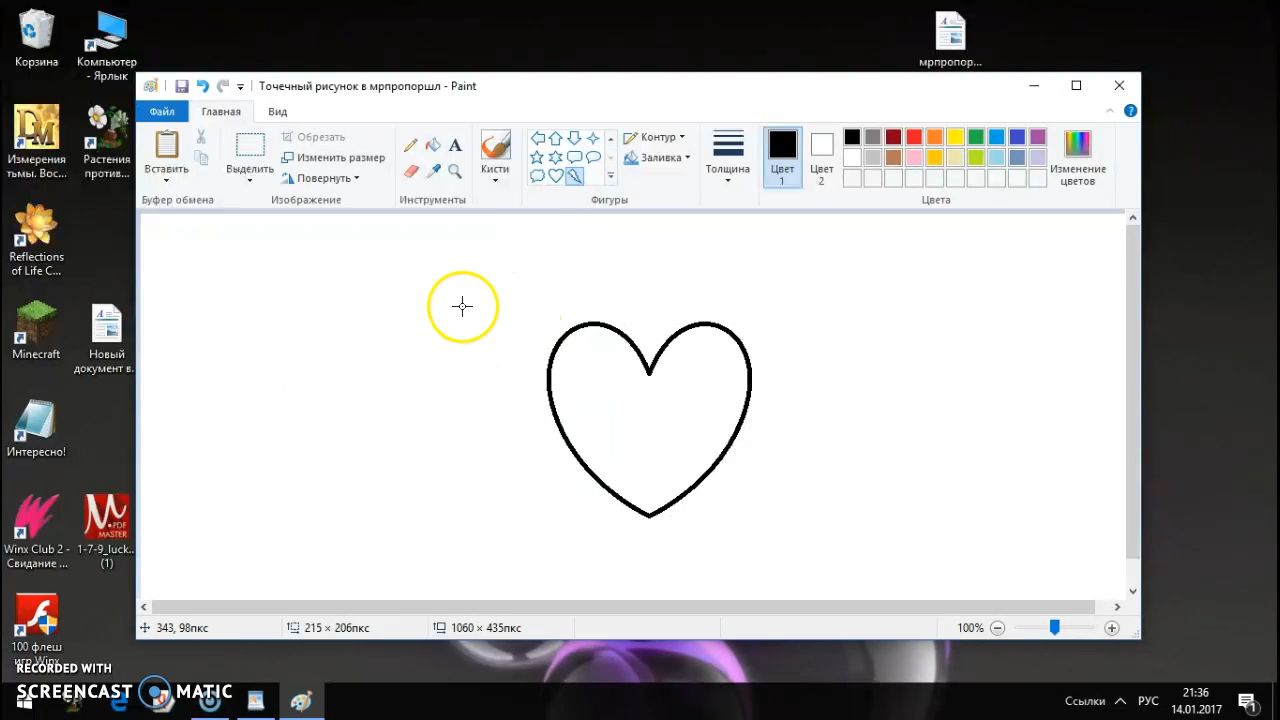 Корзина
Компьютер - Ярлык
мрпропор...
Точечный рисунок в мрпропоршл - Paint
Файл
Главная
Вид
Вставить
Выделить
Обрезать
Изменить размер
Повернуть
A
Кисти
Контур
Заливка
Толщина
Цвет 1
Цвет 2
Изменение цветов
Буфер обмена
Изображение
Инструменты
Фигуры
Цвета
Измерения тьмы. Вос...
Растения против...
Reflections of Life C...
Minecraft
Новый документ в...
Интересно!
Winx Club 2 - Свидание ...
M PDF MASTER
1-7-9_luck... (1)
100 флеш игр Winx
343, 98пкс
215 × 206пкс
1060 × 435пкс
100%
RECORDED WITH
SCREENCAST MATIC
Ссылки
РУС
21:36
14.01.2017
1